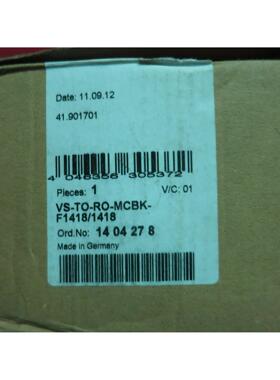 Date: 11.09.12
41.901701
4 046356 305372
Pieces: 1 V/C: 01
VS-TO-RO-MCBK-
F1418/1418
Ord.No: 14 04 27 8
Made in Germany